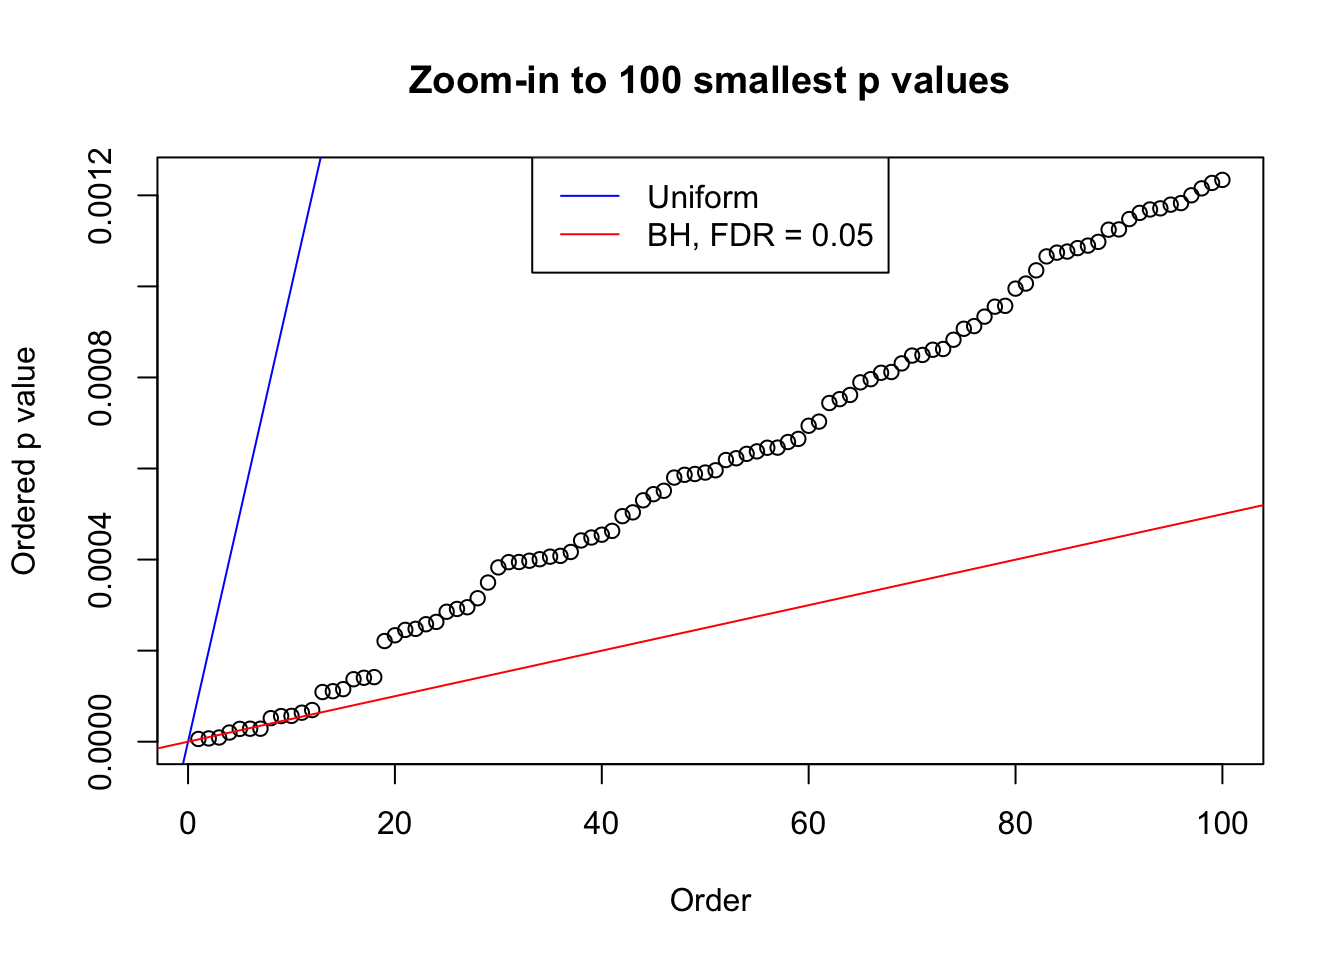 Zoom-in to 100 smallest p values
Uniform
BH, FDR = 0.05
Ordered p value
0.0012
0.0008
0.0004
0.0000
0 20 40 60 80 100
Order